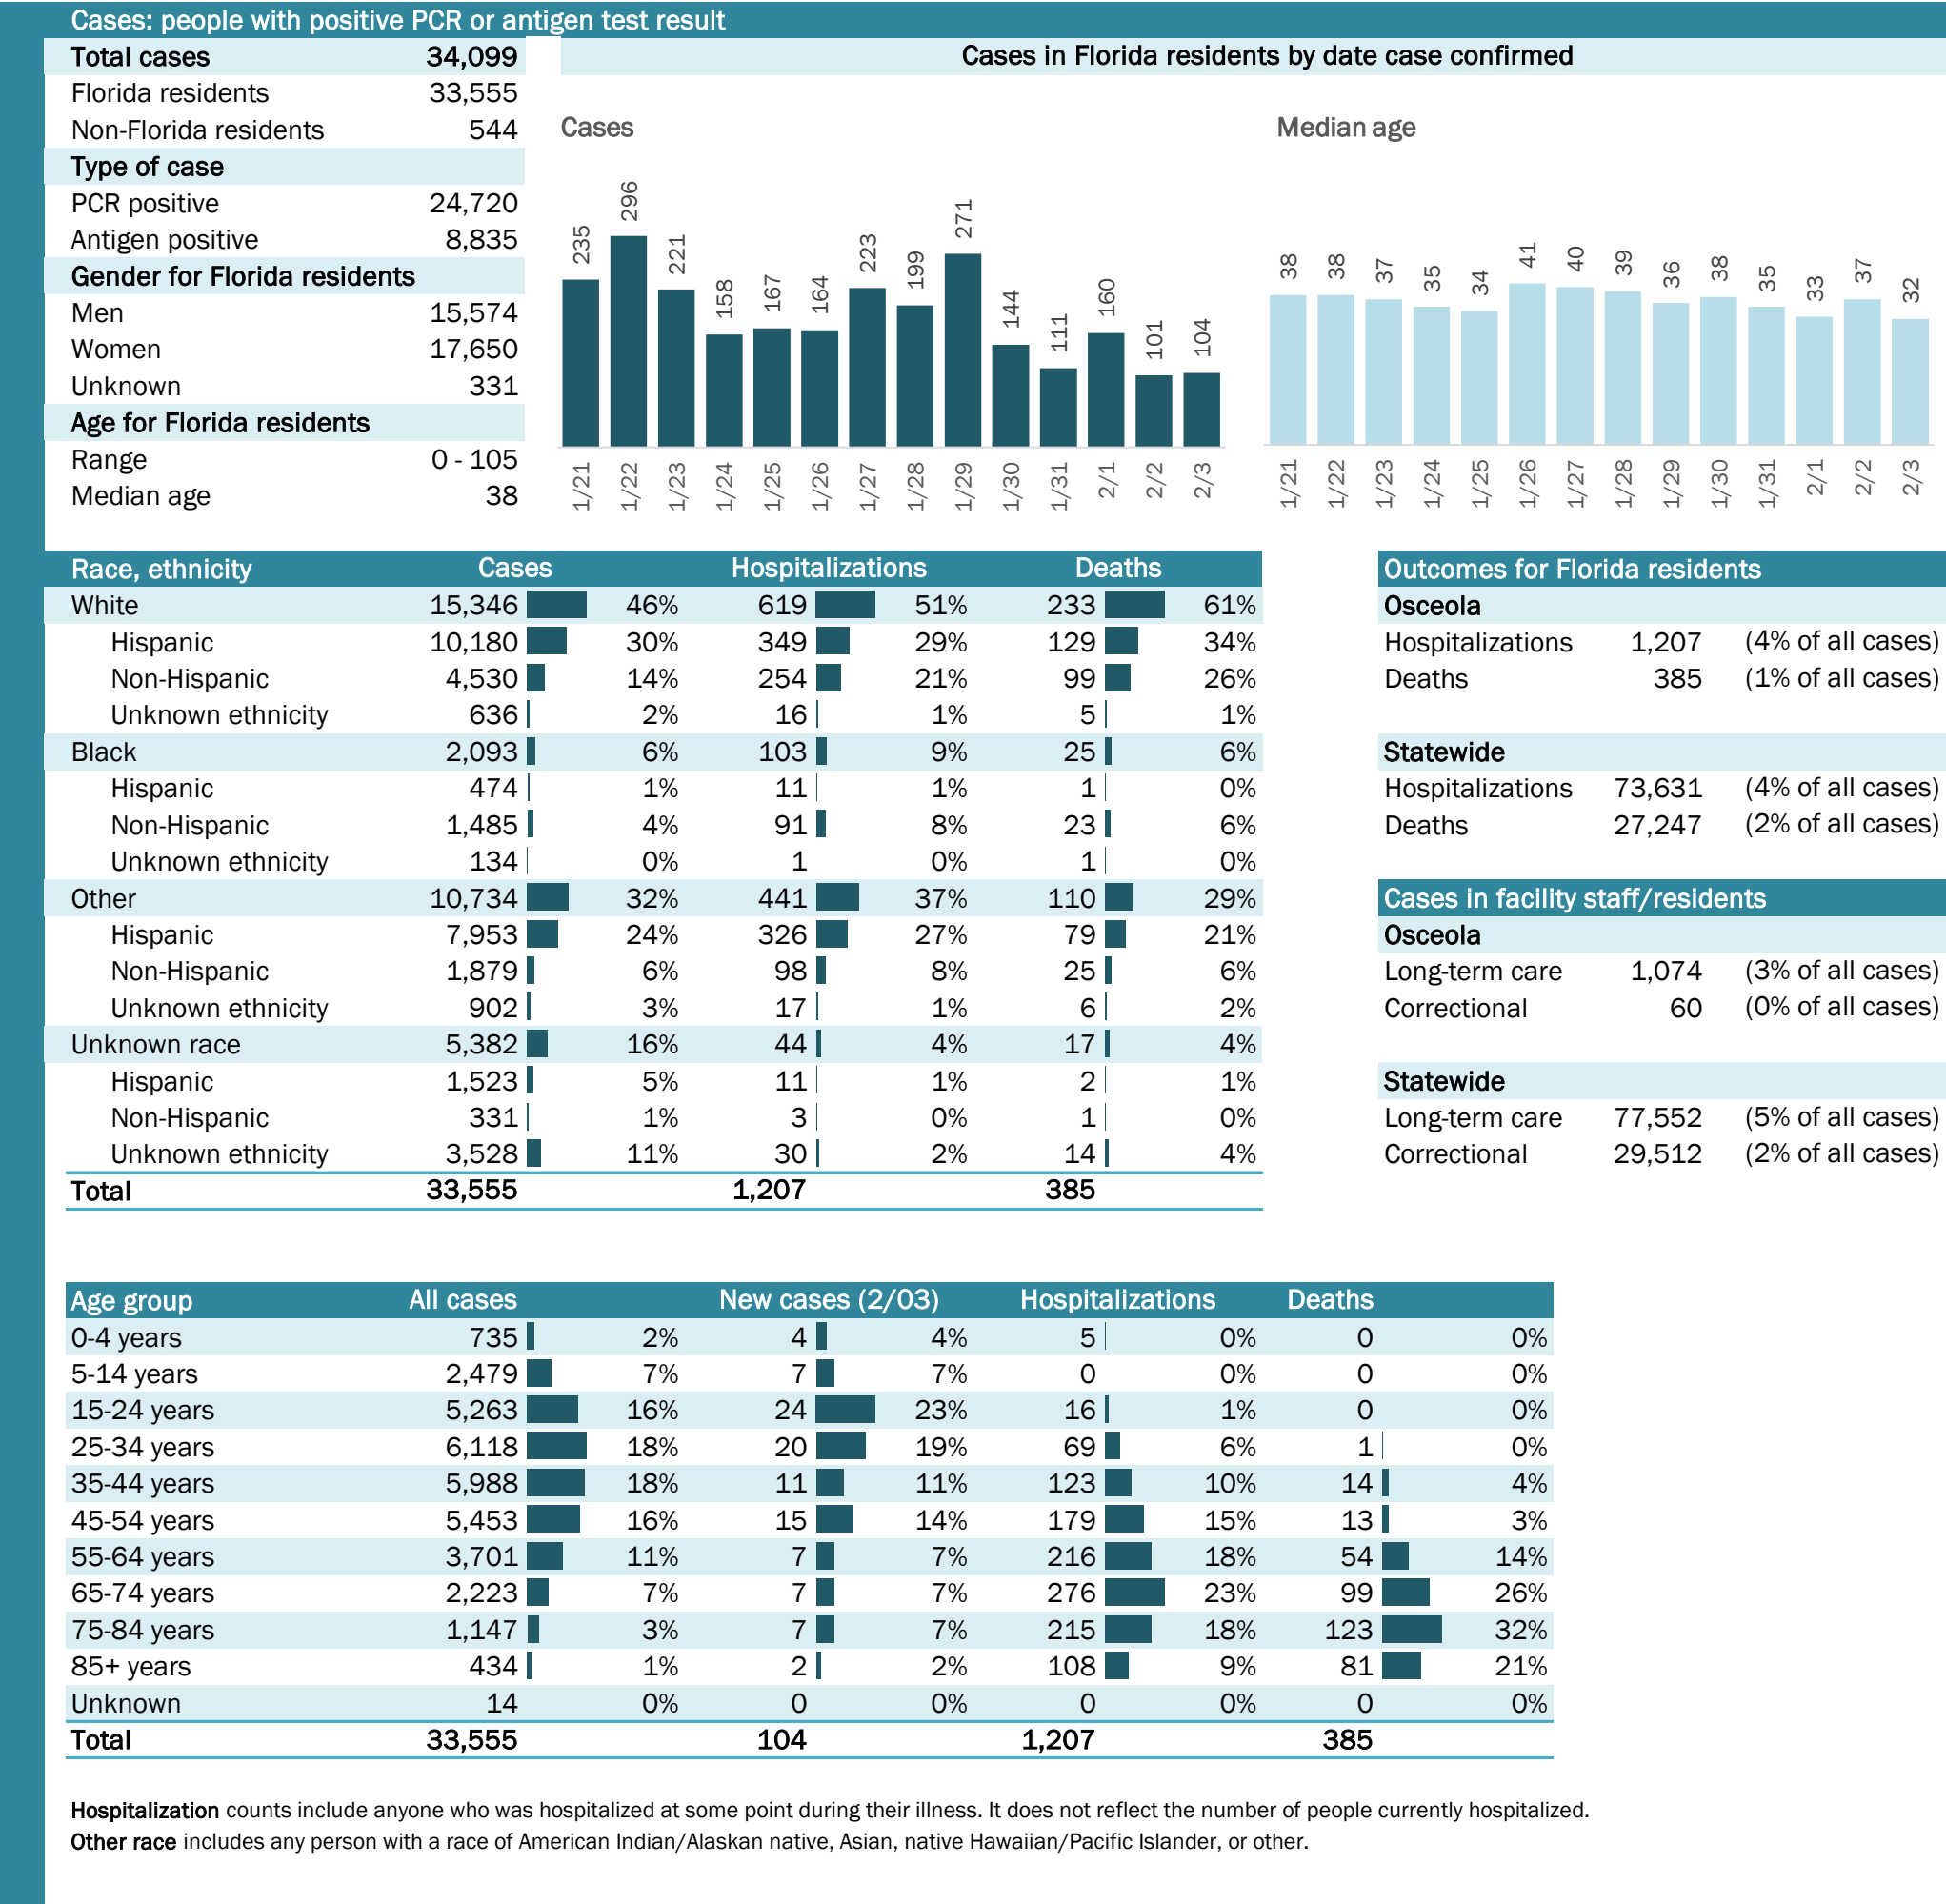 Cases: people with positive PCR or antigen test result
Total cases 34,099
Florida residents 33,555
Non-Florida residents 544
Type of case
PCR positive 24,720
Antigen positive 8,835
Gender for Florida residents
Men 15,574
Women 17,650
Unknown 331
Age for Florida residents
Range 0 - 105
Median age 38
Cases in Florida residents by date case confirmed
Cases
235 296 221 158 167 164 223 199 271 144 111 160 101 104
1/21 1/22 1/23 1/24 1/25 1/26 1/27 1/28 1/29 1/30 1/31 2/1 2/2 2/3
Median age
38 38 37 35 34 41 40 39 36 38 35 33 37 32
1/21 1/22 1/23 1/24 1/25 1/26 1/27 1/28 1/29 1/30 1/31 2/1 2/2 2/3
Race, ethnicity Cases Hospitalizations Deaths
White 15,346 46% 619 51% 233 61%
Hispanic 10,180 30% 349 29% 129 34%
Non-Hispanic 4,530 14% 254 21% 99 26%
Unknown ethnicity 636 2% 16 1% 5 1%
Black 2,093 6% 103 9% 25 6%
Hispanic 474 1% 11 1% 1 0%
Non-Hispanic 1,485 4% 91 8% 23 6%
Unknown ethnicity 134 0% 1 0% 1 0%
Other 10,734 32% 441 37% 110 29%
Hispanic 7,953 24% 326 27% 79 21%
Non-Hispanic 1,879 6% 98 8% 25 6%
Unknown ethnicity 902 3% 17 1% 6 2%
Unknown race 5,382 16% 44 4% 17 4%
Hispanic 1,523 5% 11 1% 2 1%
Non-Hispanic 331 1% 3 0% 1 0%
Unknown ethnicity 3,528 11% 30 2% 14 4%
Total 33,555 1,207 385
Outcomes for Florida residents
Osceola
Hospitalizations 1,207 (4% of all cases)
Deaths 385 (1% of all cases)
Statewide
Hospitalizations 73,631 (4% of all cases)
Deaths 27,247 (2% of all cases)
Cases in facility staff/residents
Osceola
Long-term care 1,074 (3% of all cases)
Correctional 60 (0% of all cases)
Statewide
Long-term care 77,552 (5% of all cases)
Correctional 29,512 (2% of all cases)
Age group All cases New cases (2/03) Hospitalizations Deaths
0-4 years 735 2% 4 4% 5 0% 0 0%
5-14 years 2,479 7% 7 7% 0 0% 0 0%
15-24 years 5,263 16% 24 23% 16 1% 0 0%
25-34 years 6,118 18% 20 19% 69 6% 1 0%
35-44 years 5,988 18% 11 11% 123 10% 14 4%
45-54 years 5,453 16% 15 14% 179 15% 13 3%
55-64 years 3,701 11% 7 7% 216 18% 54 14%
65-74 years 2,223 7% 7 7% 276 23% 99 26%
75-84 years 1,147 3% 7 7% 215 18% 123 32%
85+ years 434 1% 2 2% 108 9% 81 21%
Unknown 14 0% 0 0% 0 0% 0 0%
Total 33,555 104 1,207 385
Hospitalization counts include anyone who was hospitalized at some point during their illness. It does not reflect the number of people currently hospitalized.
Other race includes any person with a race of American Indian/Alaskan native, Asian, native Hawaiian/Pacific Islander, or other.